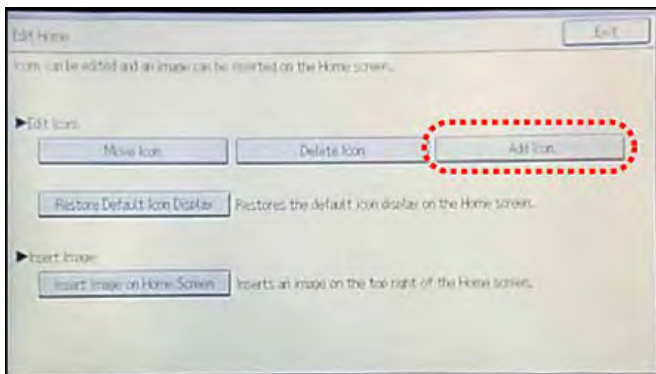 Edit Home
Exit
Icons can be edited and an image can be inserted on the Home screen.
►Edit Icons
Move Icon
Delete Icon
Add Icon
Restore Default Icon Display
Restores the default icon display on the Home screen.
►Insert Image
Insert Image on Home Screen
Inserts an image on the top right of the Home screen.